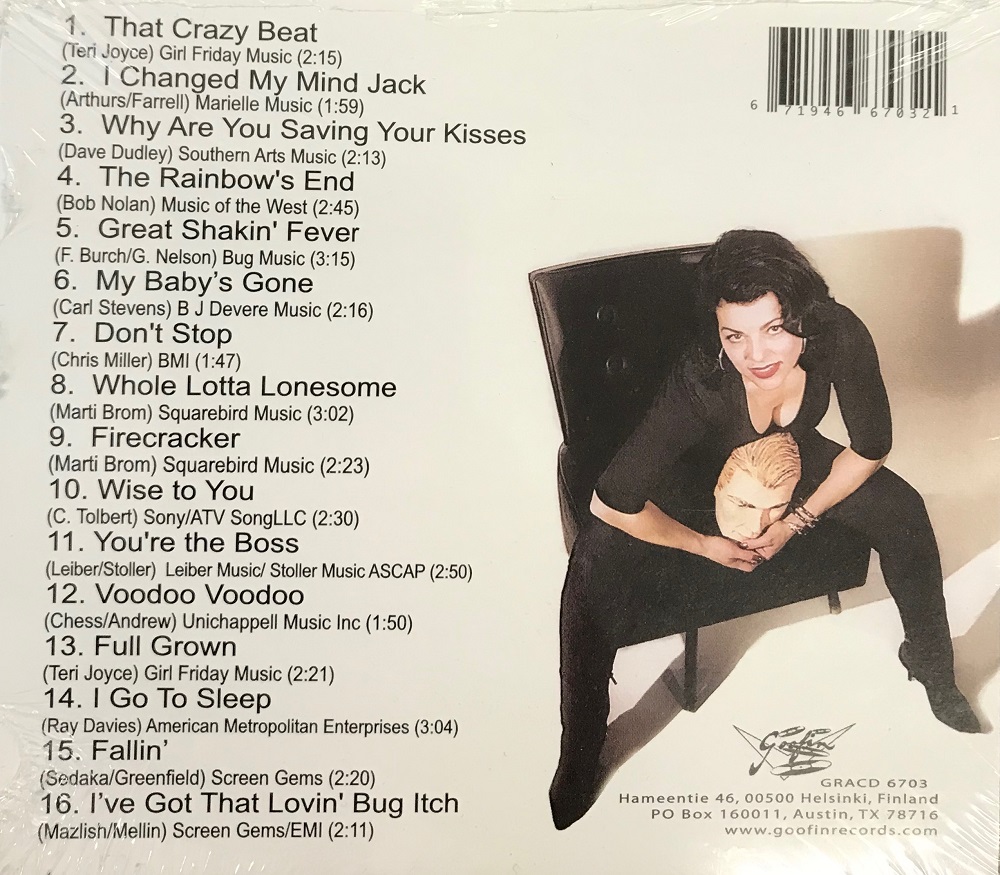 1. That Crazy Beat
(Teri Joyce) Girl Friday Music (2:15)
2. I Changed My Mind Jack
(Arthurs/Farrell) Marielle Music (1:59)
3. Why Are You Saving Your Kisses
(Dave Dudley) Southern Arts Music (2:13)
4. The Rainbow's End
(Bob Nolan) Music of the West (2:45)
5. Great Shakin' Fever
(F. Burch/G. Nelson) Bug Music (3:15)
6. My Baby’s Gone
(Carl Stevens) B J Devere Music (2:16)
7. Don't Stop
(Chris Miller) BMI (1:47)
8. Whole Lotta Lonesome
(Marti Brom) Squarebird Music (3:02)
9. Firecracker
(Marti Brom) Squarebird Music (2:23)
10. Wise to You
(C. Tolbert) Sony/ATV SongLLC (2:30)
11. You're the Boss
(Leiber/Stoller) Leiber Music/ Stoller Music ASCAP (2:50)
12. Voodoo Voodoo
(Chess/Andrew) Unichappell Music Inc (1:50)
13. Full Grown
(Teri Joyce) Girl Friday Music (2:21)
14. I Go To Sleep
(Ray Davies) American Metropolitan Enterprises (3:04)
15. Fallin’
(Sedaka/Greenfield) Screen Gems (2:20)
16. I’ve Got That Lovin' Bug Itch
(Mazlish/Mellin) Screen Gems/EMI (2:11)
6 71946 67032 1
Goofin
GRACD 6703
Hameentie 46, 00500 Helsinki, Finland
PO Box 160011, Austin, TX 78716
www.goofinrecords.com